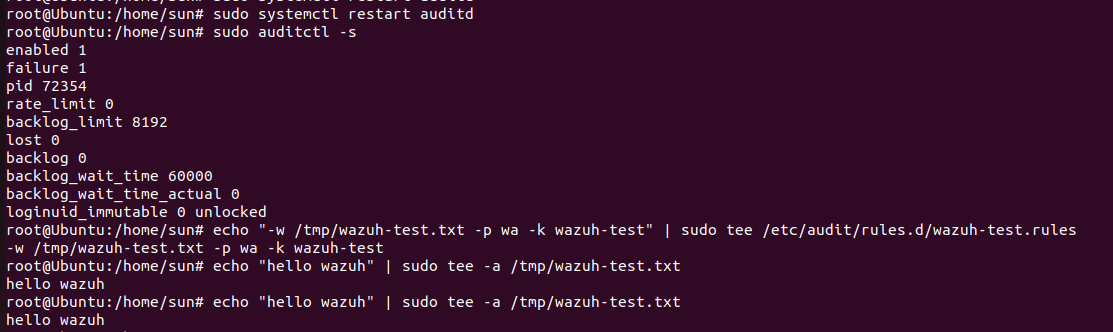 root@Ubuntu:/home/sun# sudo systemctl restart auditd
root@Ubuntu:/home/sun# sudo auditctl -s
enabled 1
failure 1
pid 72354
rate_limit 0
backlog_limit 8192
lost 0
backlog 0
backlog_wait_time 60000
backlog_wait_time_actual 0
loginuid_immutable 0 unlocked
root@Ubuntu:/home/sun# echo "-w /tmp/wazuh-test.txt -p wa -k wazuh-test" | sudo tee /etc/audit/rules.d/wazuh-test.rules
-w /tmp/wazuh-test.txt -p wa -k wazuh-test
root@Ubuntu:/home/sun# echo "hello wazuh" | sudo tee -a /tmp/wazuh-test.txt
hello wazuh
root@Ubuntu:/home/sun# echo "hello wazuh" | sudo tee -a /tmp/wazuh-test.txt
hello wazuh